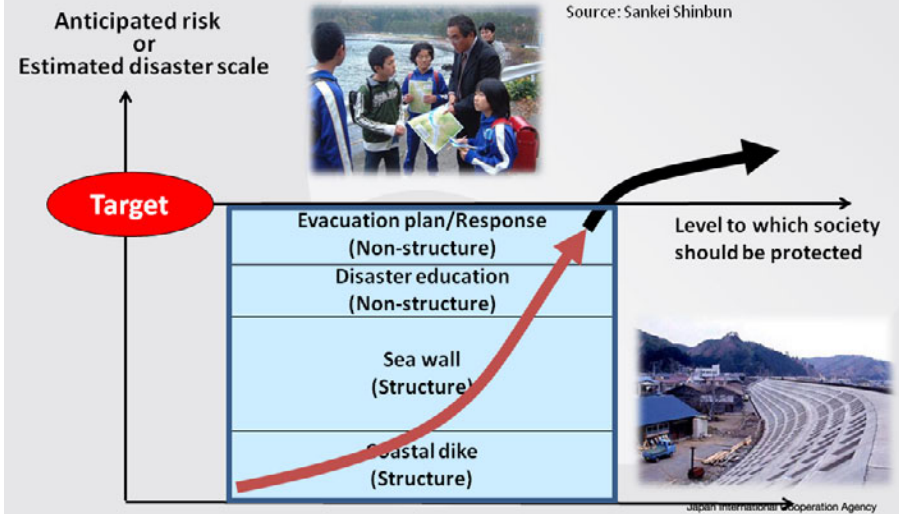 Anticipated risk
or
Estimated disaster scale
Source: Sankei Shinbun
Target
Evacuation plan/Response
(Non-structure)
Level to which society
should be protected
Disaster education
(Non-structure)
Sea wall
(Structure)
Coastal dike
(Structure)
Japan International Cooperation Agency